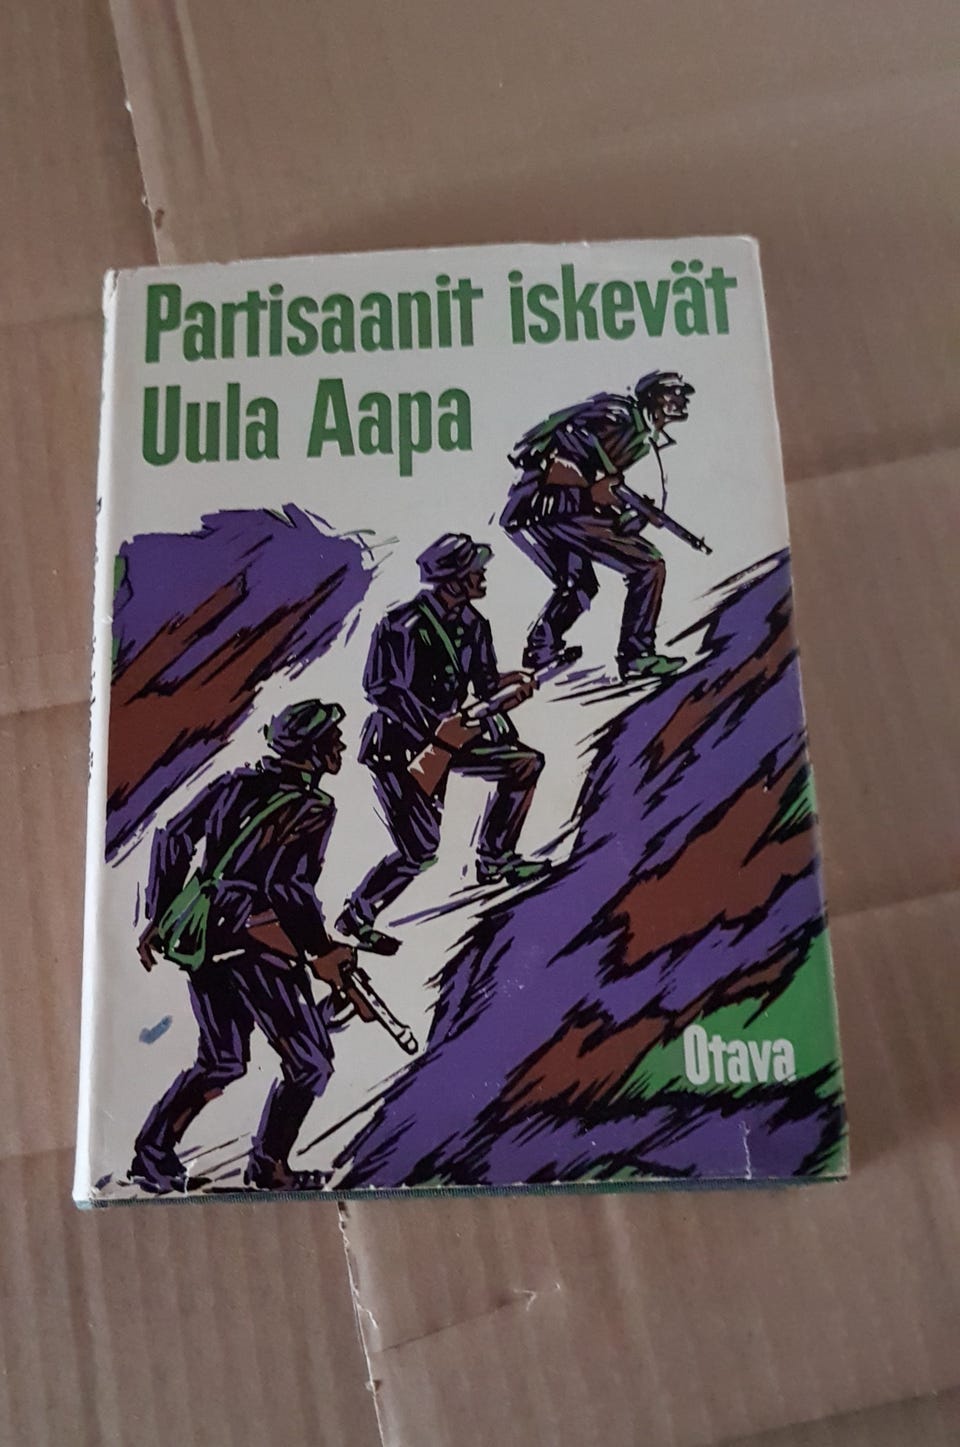 Partisaanit iskevät
Uula Aapa
Otava